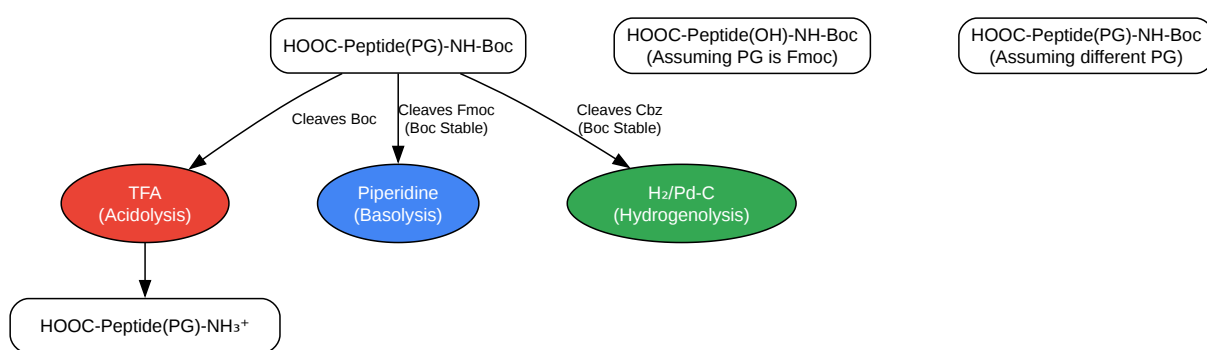 HOOC-Peptide(PG)-NH-Boc
HOOC-Peptide(OH)-NH-Boc
(Assuming PG is Fmoc)
HOOC-Peptide(PG)-NH-Boc
(Assuming different PG)
Cleaves Boc
Cleaves Fmoc
(Boc Stable)
Cleaves Cbz
(Boc Stable)
TFA
(Acidolysis)
Piperidine
(Basolysis)
H₂/Pd-C
(Hydrogenolysis)
HOOC-Peptide(PG)-NH₃⁺